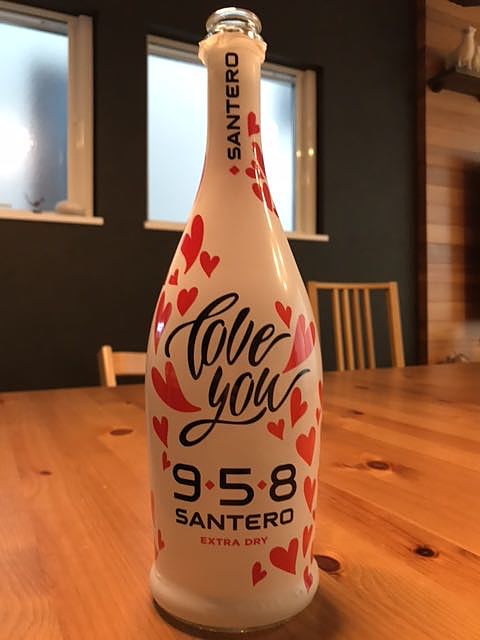 SANTERO
love
you
9·5·8
SANTERO
EXTRA DRY